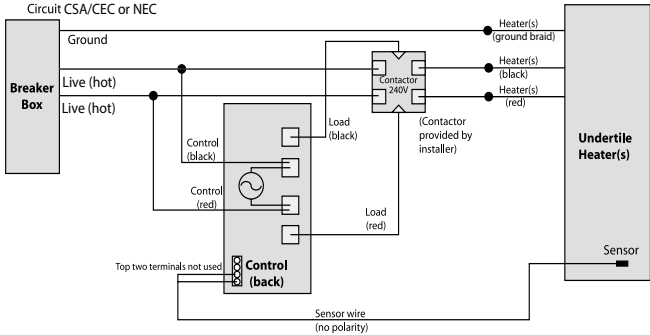 Circuit CSA/CEC or NEC
Ground
Heater(s)
(ground braid)
Breaker
Box
Live (hot)
Live (hot)
Contactor
240V
Heater(s)
(black)
Heater(s)
(red)
Undertile
Heater(s)
Load
(black)
(Contactor
provided by
installer)
Control
(black)
Control
(red)
Load
(red)
Top two terminals not used
Control
(back)
Sensor
Sensor wire
(no polarity)